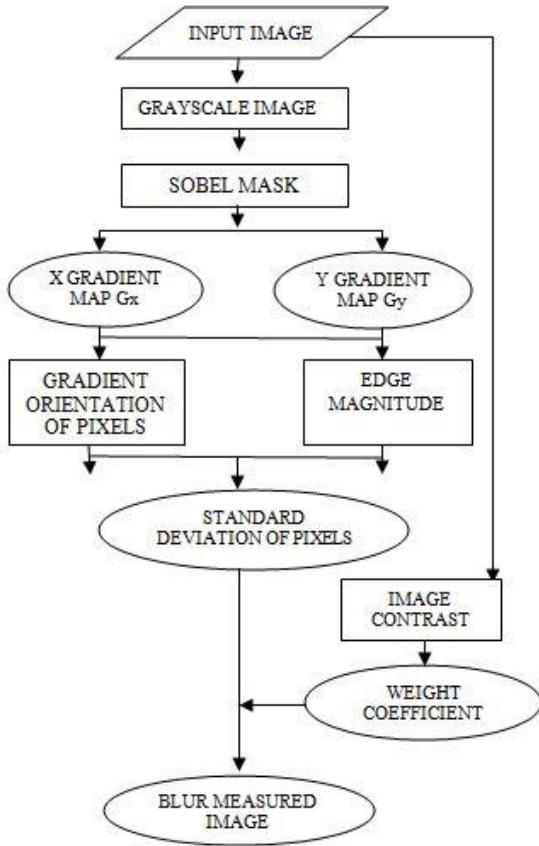 INPUT IMAGE
GRAYSCALE IMAGE
SOBEL MASK
X GRADIENT
MAP Gx
Y GRADIENT
MAP Gy
GRADIENT
ORIENTATION
OF PIXELS
EDGE
MAGNITUDE
STANDARD
DEVIATION OF PIXELS
IMAGE
CONTRAST
WEIGHT
COEFFICIENT
BLUR MEASURED
IMAGE